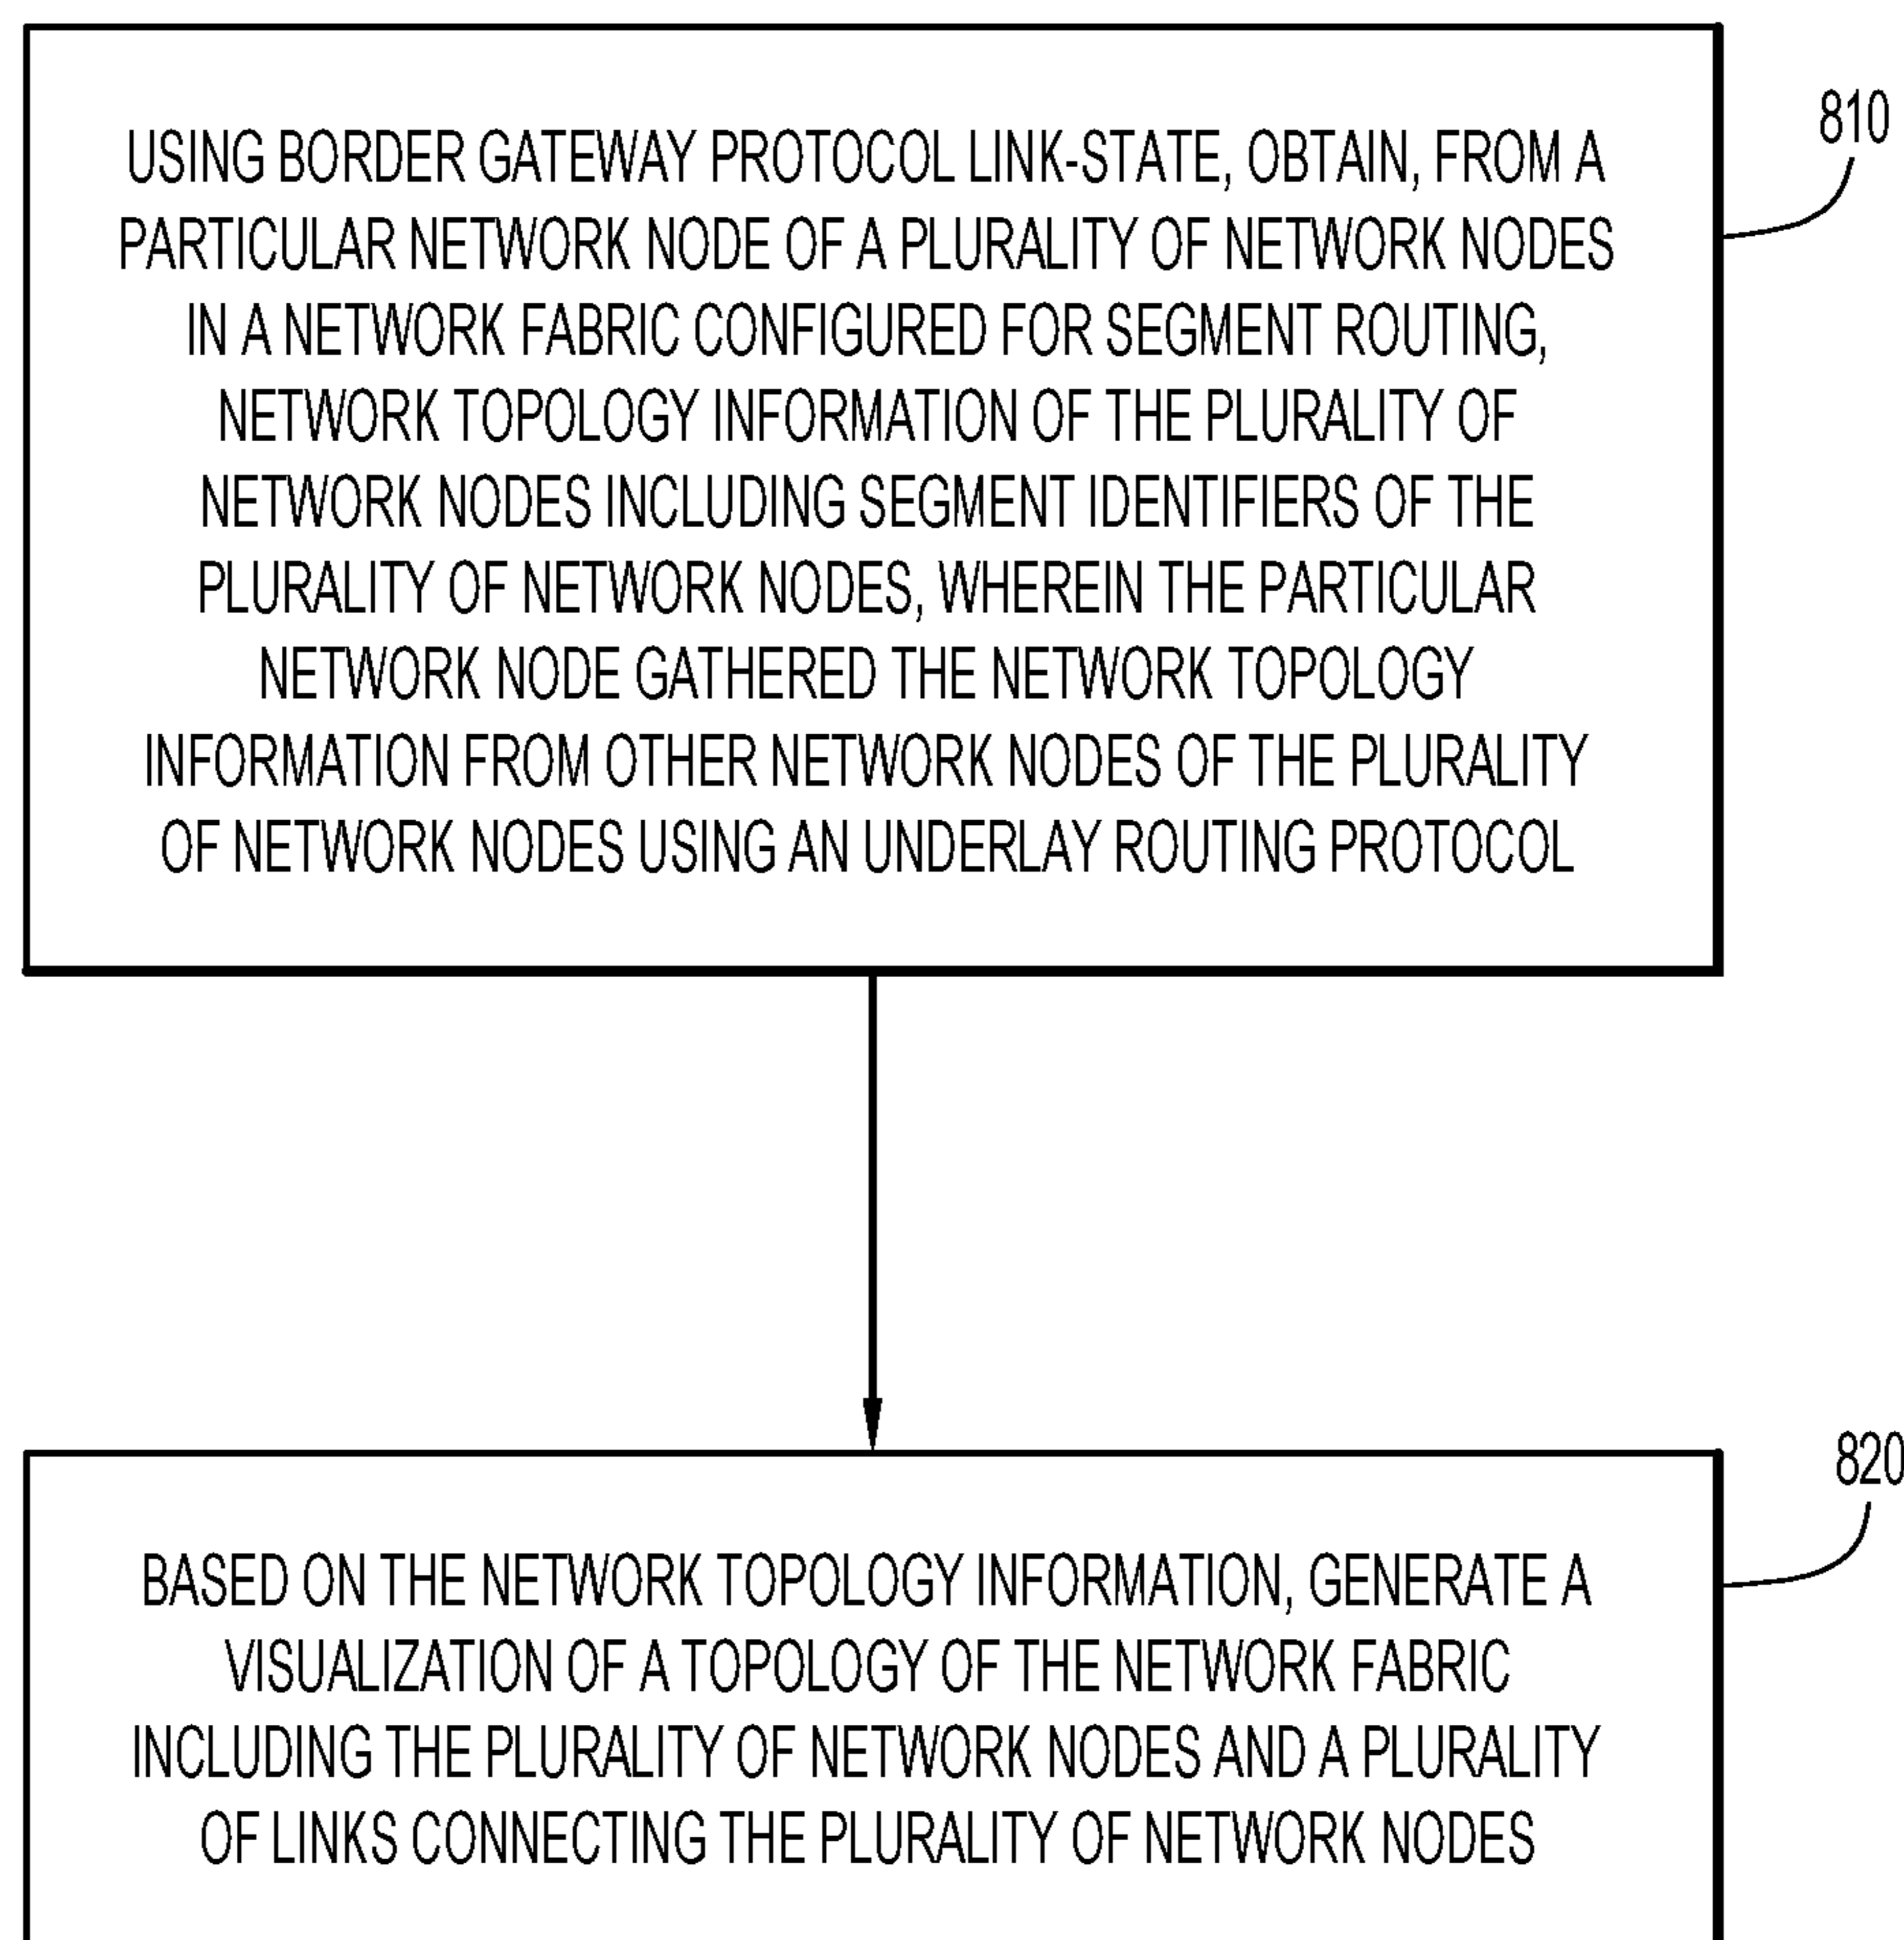 USING BORDER GATEWAY PROTOCOL LINK-STATE, OBTAIN, FROM A
PARTICULAR NETWORK NODE OF A PLURALITY OF NETWORK NODES
IN A NETWORK FABRIC CONFIGURED FOR SEGMENT ROUTING,
NETWORK TOPOLOGY INFORMATION OF THE PLURALITY OF
NETWORK NODES INCLUDING SEGMENT IDENTIFIERS OF THE
PLURALITY OF NETWORK NODES, WHEREIN THE PARTICULAR
NETWORK NODE GATHERED THE NETWORK TOPOLOGY
INFORMATION FROM OTHER NETWORK NODES OF THE PLURALITY
OF NETWORK NODES USING AN UNDERLAY ROUTING PROTOCOL
810
BASED ON THE NETWORK TOPOLOGY INFORMATION, GENERATE A
VISUALIZATION OF A TOPOLOGY OF THE NETWORK FABRIC
INCLUDING THE PLURALITY OF NETWORK NODES AND A PLURALITY
OF LINKS CONNECTING THE PLURALITY OF NETWORK NODES
820